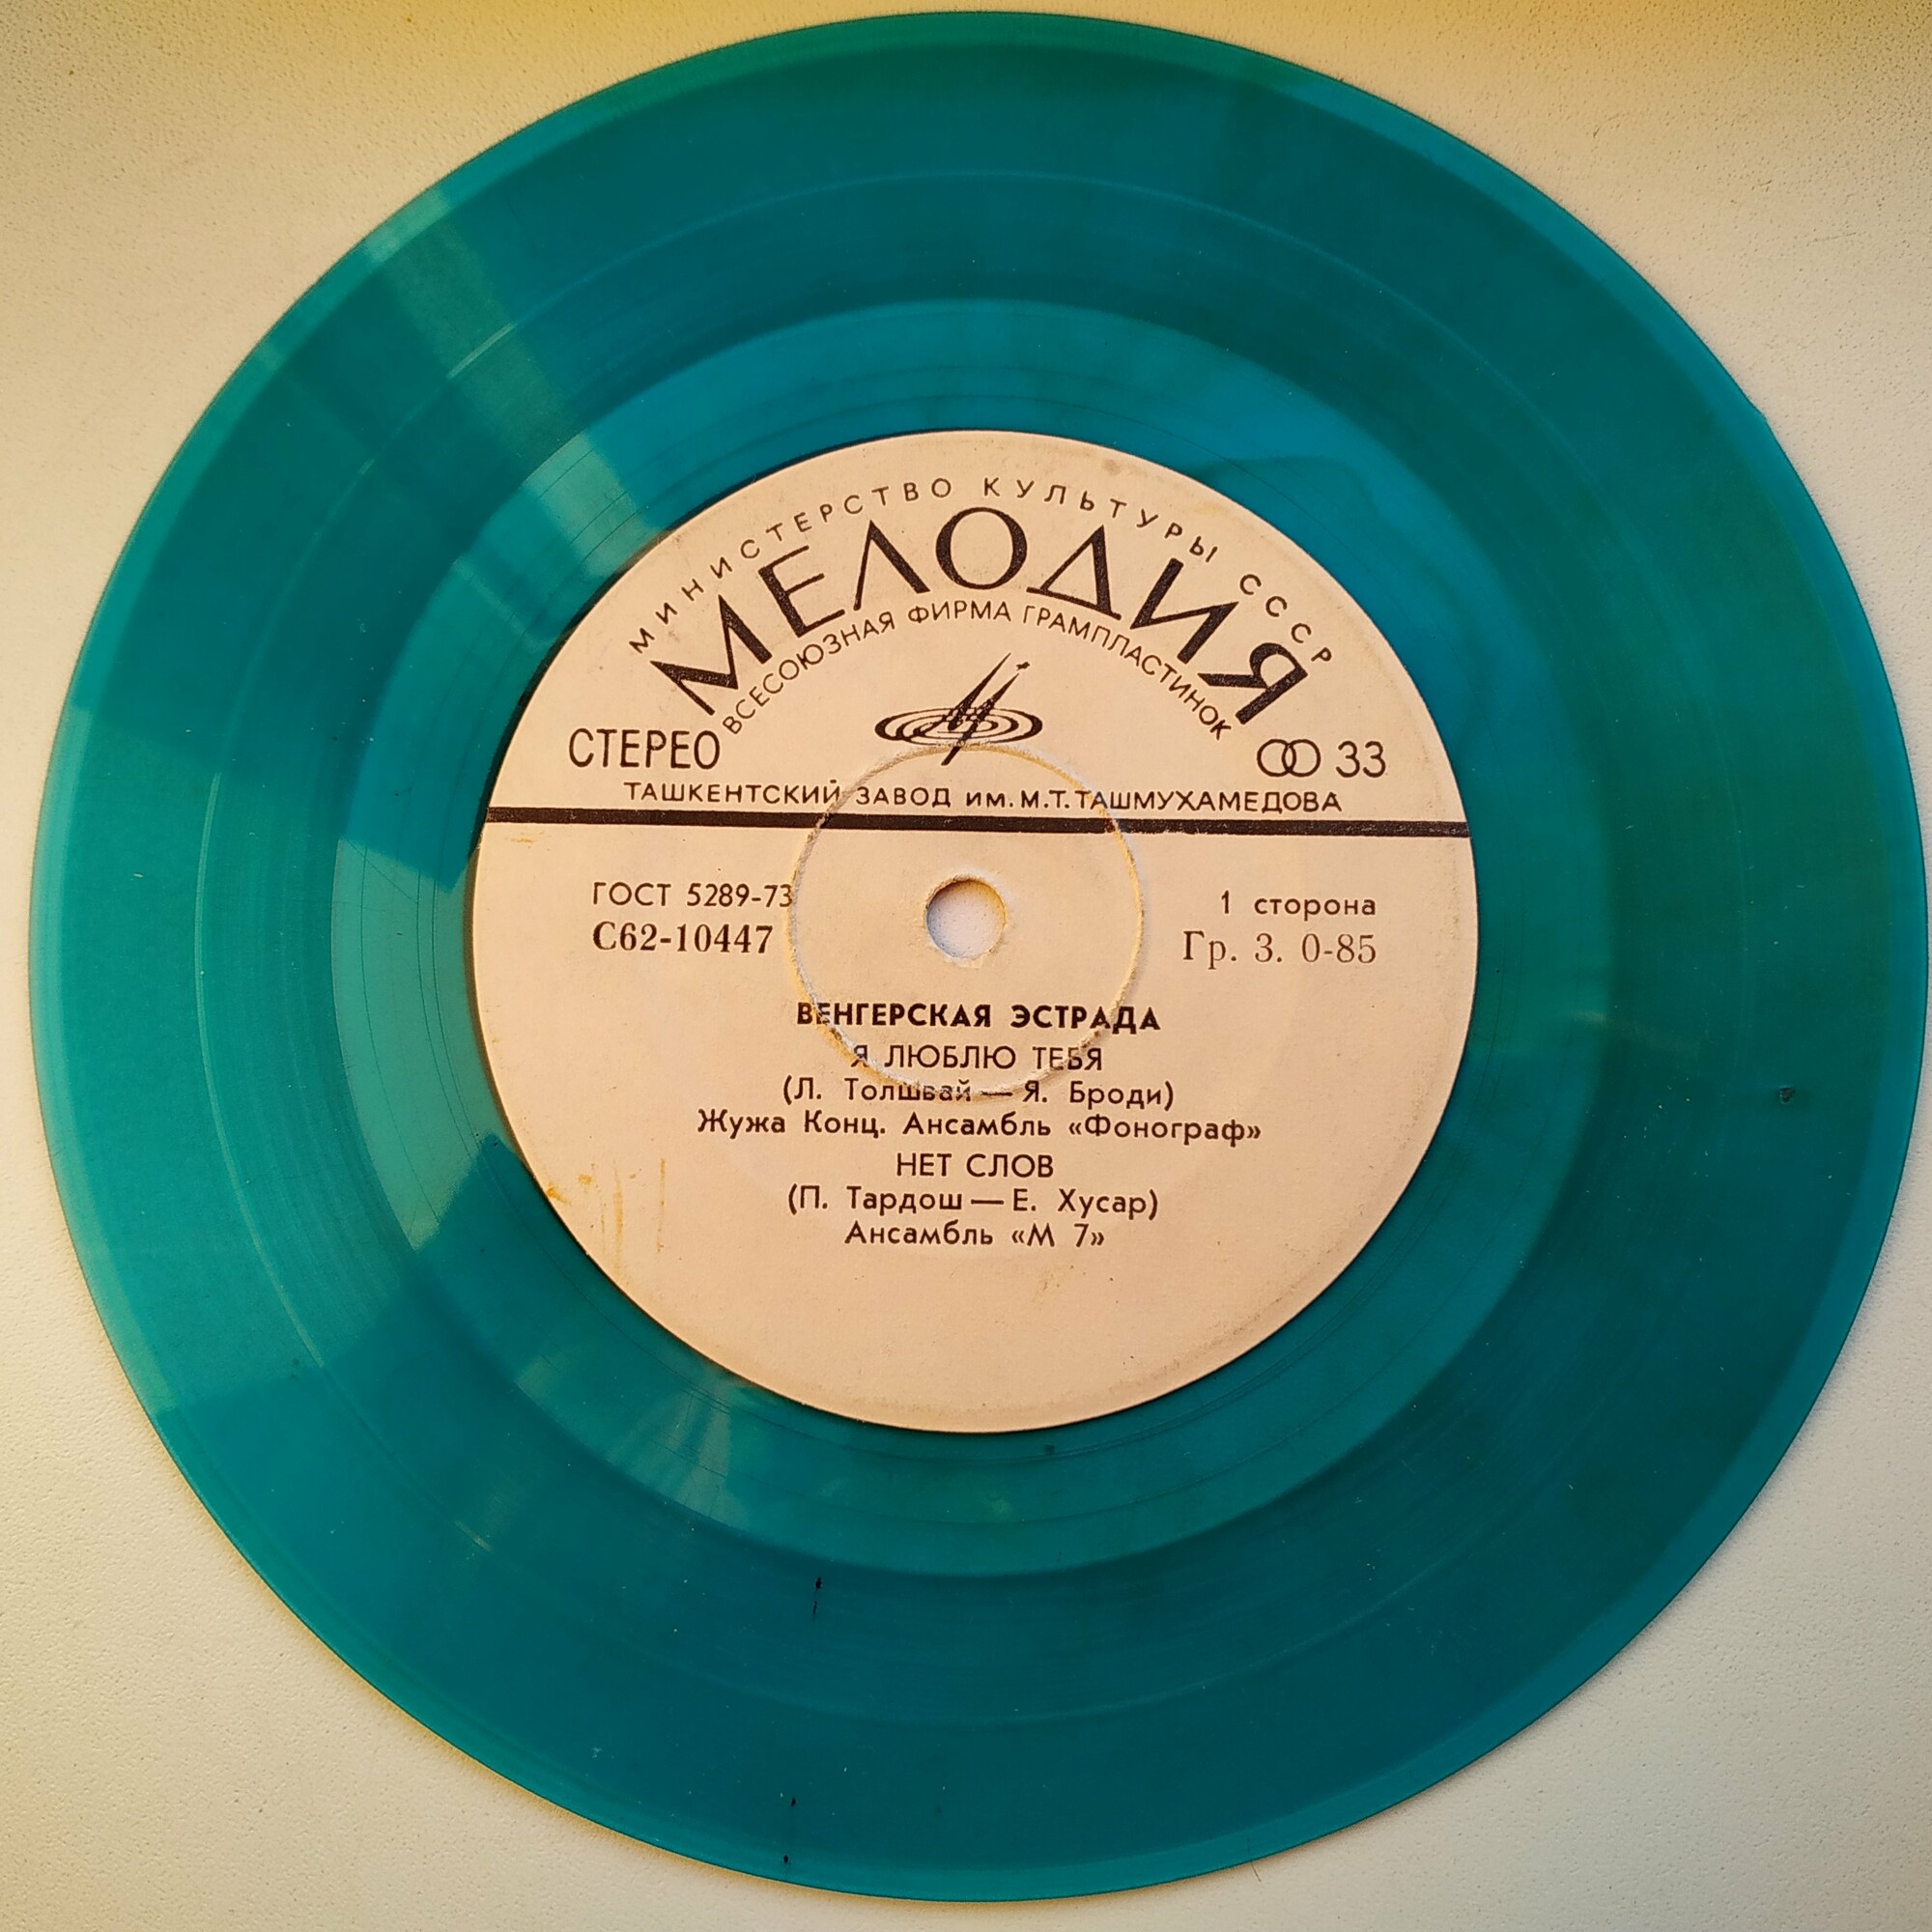 МИНИСТЕРСТВО КУЛЬТУРЫ СССР
МЕЛОДИЯ
ВСЕСОЮЗНАЯ ФИРМА ГРАМПЛАСТИНОК
СТЕРЕО 33
ТАШКЕНТСКИЙ ЗАВОД им. М.Т. ТАШМУХАМЕДОВА
ГОСТ 5289-73 1 сторона
С62-10447 Гр. 3. 0-85
ВЕНГЕРСКАЯ ЭСТРАДА
Я ЛЮБЛЮ ТЕБЯ
(Л. Толшвай — Я. Броди)
Жужа Конц. Ансамбль «Фонограф»
НЕТ СЛОВ
(П. Тардош — Е. Хусар)
Ансамбль «М 7»